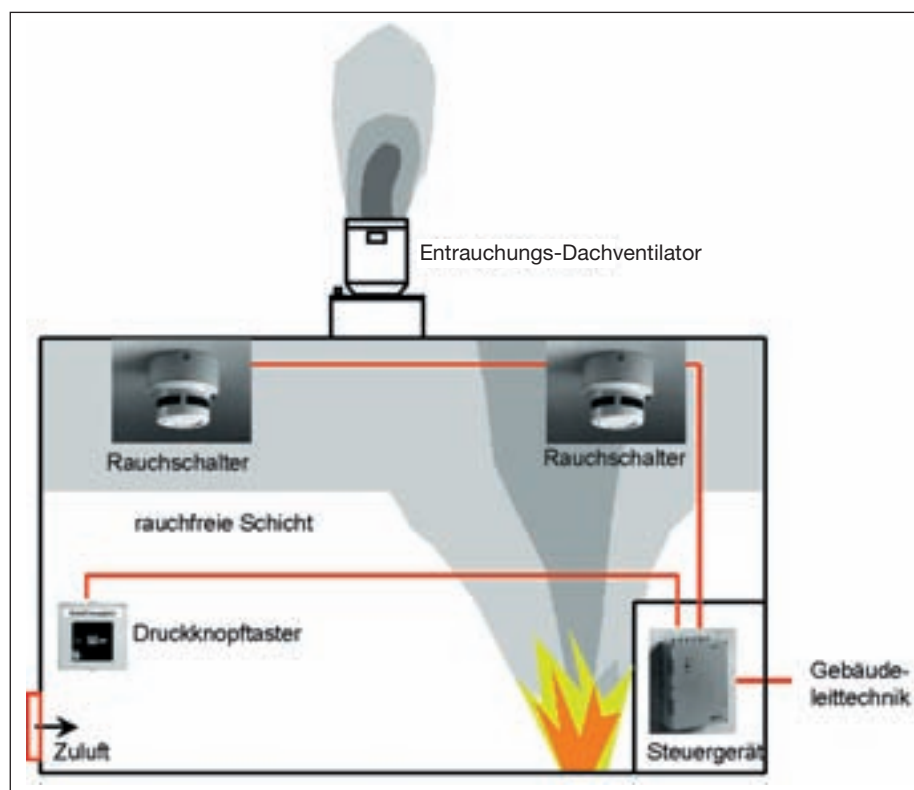 Entrauchungs-Dachventilator
Rauchschalter
Rauchschalter
rauchfreie Schicht
Druckknopftaster
Gebäude-
leittechnik
Zuluft
Steuergerät